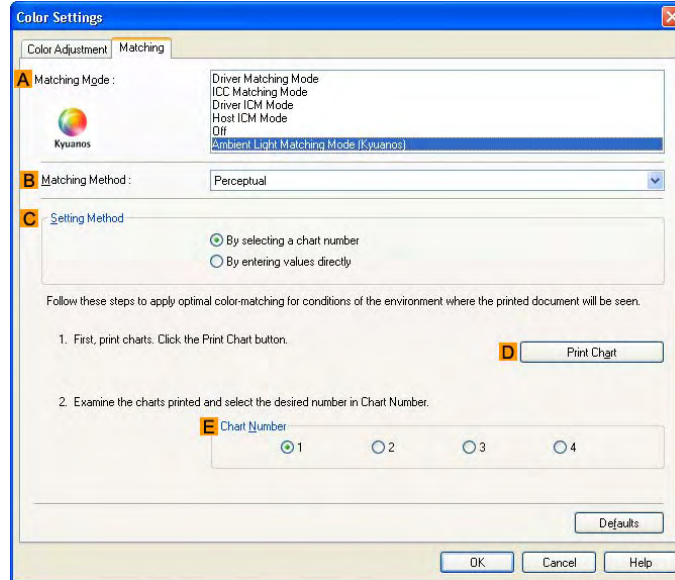 Color Settings
Color Adjustment Matching
A Matching Mode :
Driver Matching Mode
ICC Matching Mode
Driver ICM Mode
Host ICM Mode
Off
Ambient Light Matching Mode (Kyuanos)
Kyuanos
B Matching Method : Perceptual
C Setting Method
By selecting a chart number
By entering values directly
Follow these steps to apply optimal color-matching for conditions of the environment where the printed document will be seen.
1. First, print charts. Click the Print Chart button.
D Print Chart
2. Examine the charts printed and select the desired number in Chart Number.
E Chart Number
1 2 3 4
Defaults
OK Cancel Help